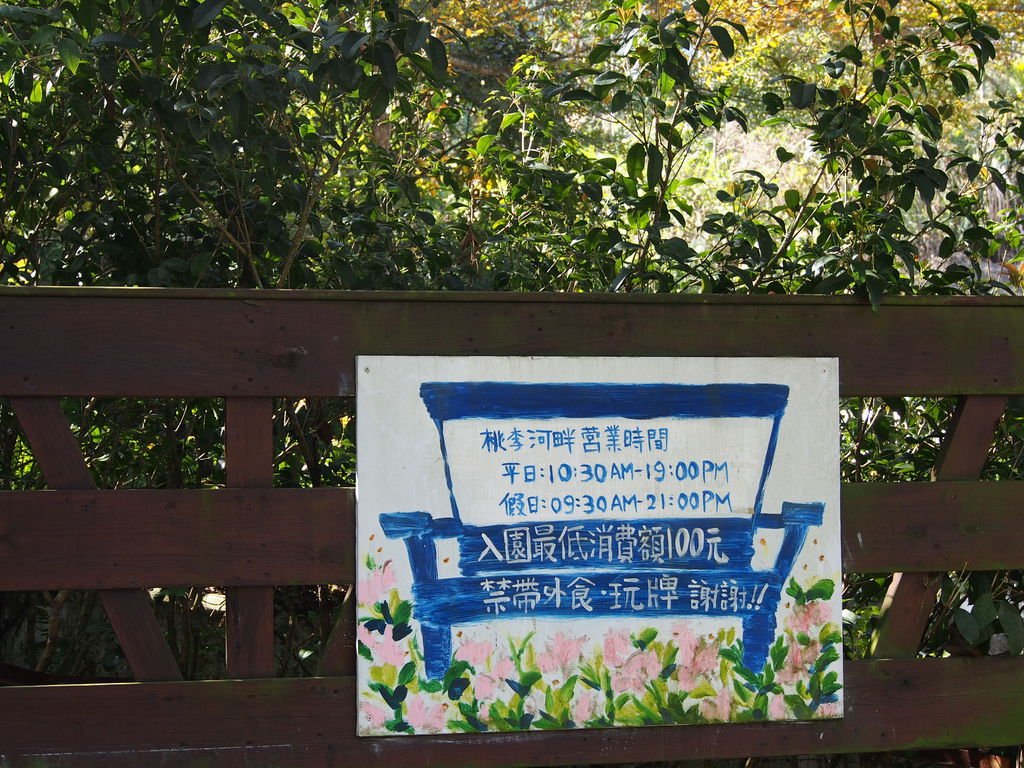 桃李河畔營業時間
平日:10:30AM-19:00PM
假日:09:30AM-21:00PM
入園最低消費額100元
禁帶外食·玩牌 謝謝!!